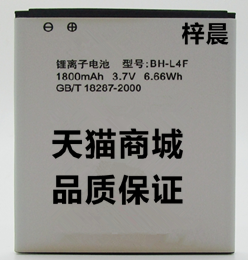 梓晨
锂离子电池 型号:BH-L4F
1800mAh 3.7V 6.66Wh
GB/T 18287-2000
天猫商城
品质保证